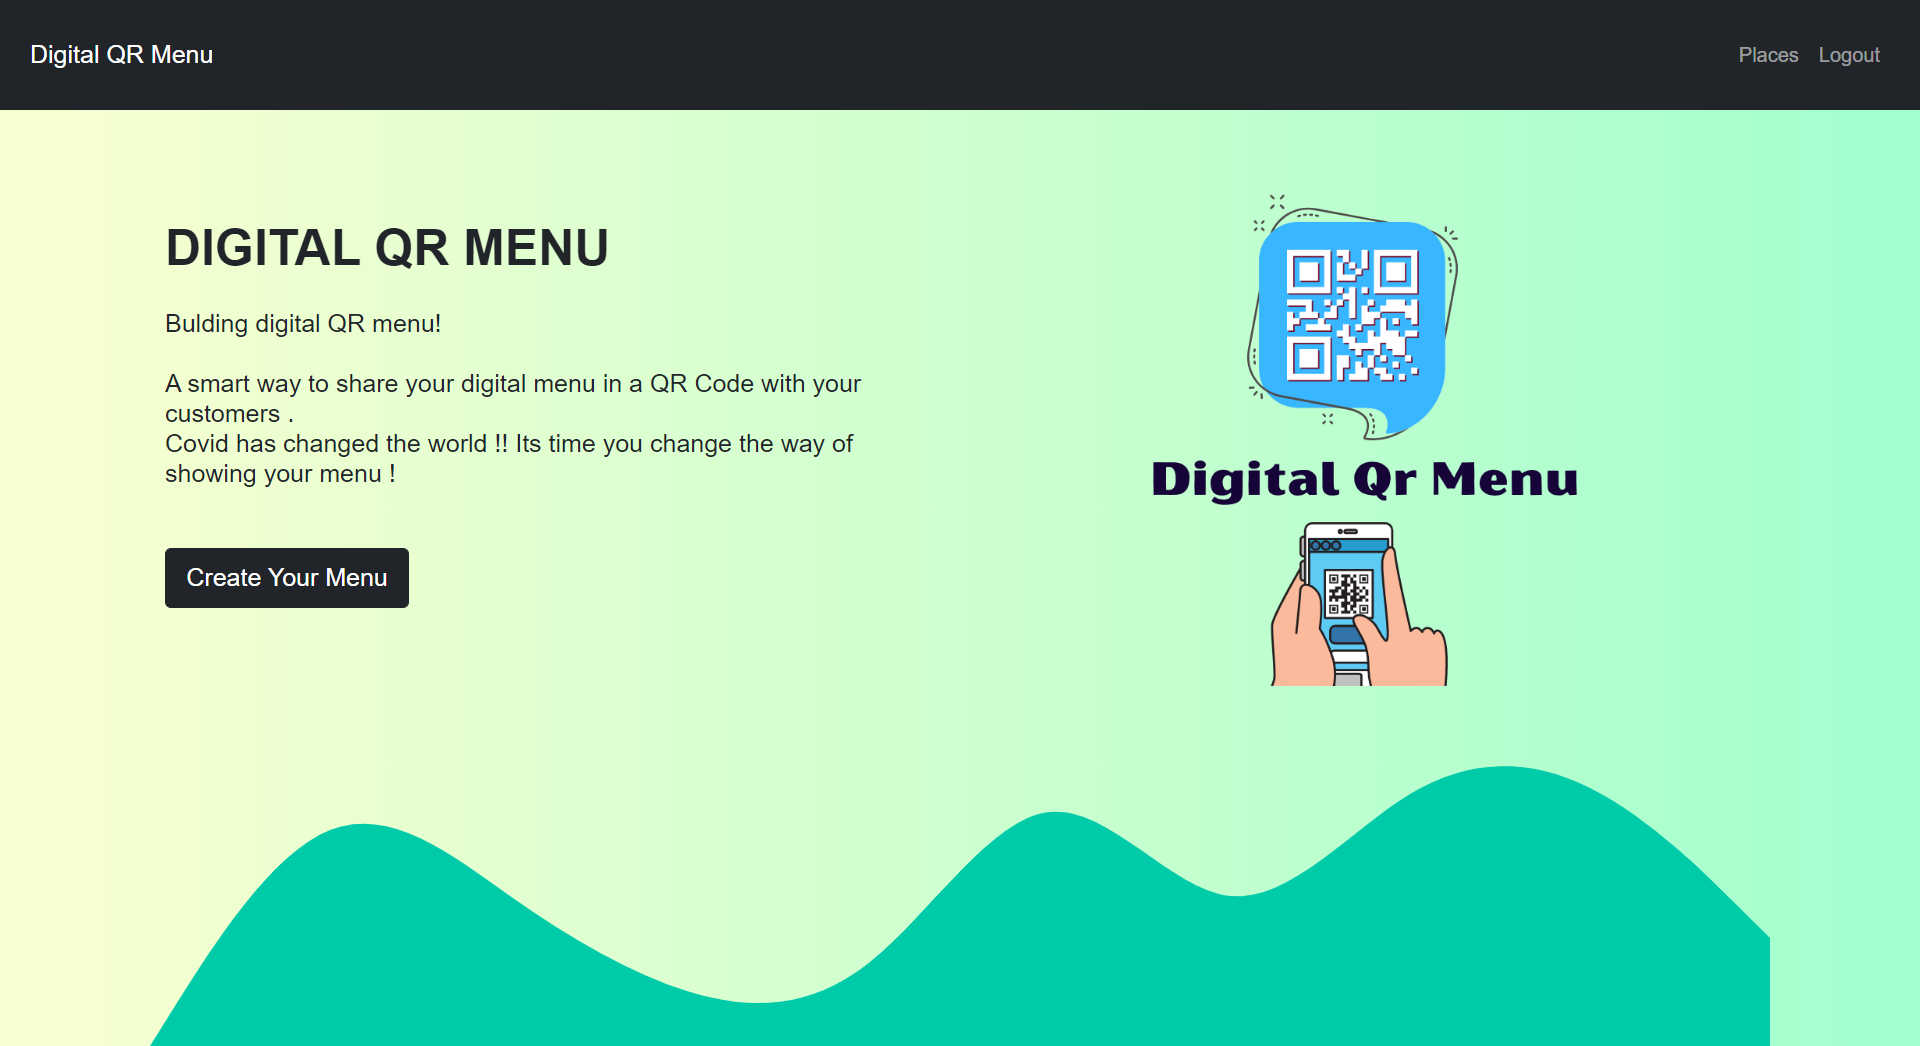 Digital QR Menu
Places
Logout
DIGITAL QR MENU
Bulding digital QR menu!
A smart way to share your digital menu in a QR Code with your
customers .
Covid has changed the world !! Its time you change the way of
showing your menu !
Create Your Menu
Digital Qr Menu